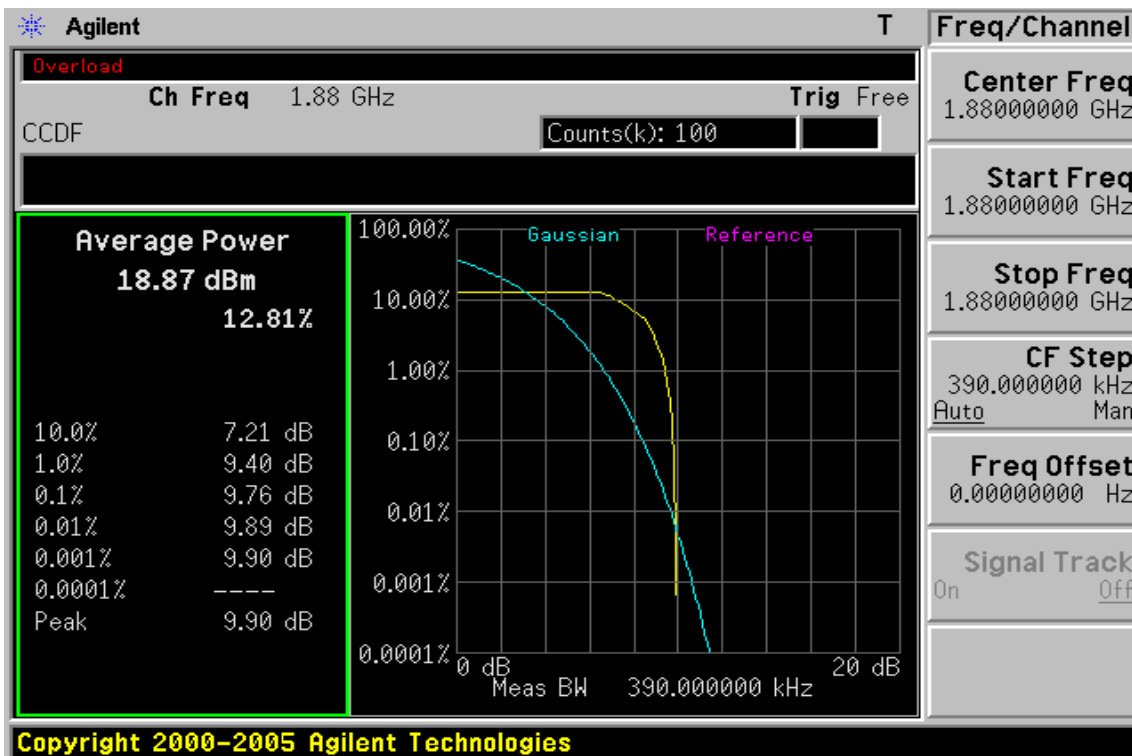 Agilent T
Overload
Ch Freq 1.88 GHz Trig Free
CCDF Counts(k): 100
Average Power
18.87 dBm
12.81%
10.0% 7.21 dB
1.0% 9.40 dB
0.1% 9.76 dB
0.01% 9.89 dB
0.001% 9.90 dB
0.0001% ----
Peak 9.90 dB
Gaussian Reference
100.00%
10.00%
1.00%
0.10%
0.01%
0.001%
0.0001%
0 dB 20 dB
Meas BW 390.000000 kHz
Freq/Channel
Center Freq
1.88000000 GHz
Start Freq
1.88000000 GHz
Stop Freq
1.88000000 GHz
CF Step
390.000000 kHz
Auto Man
Freq Offset
0.00000000 Hz
Signal Track
On Off
Copyright 2000-2005 Agilent Technologies